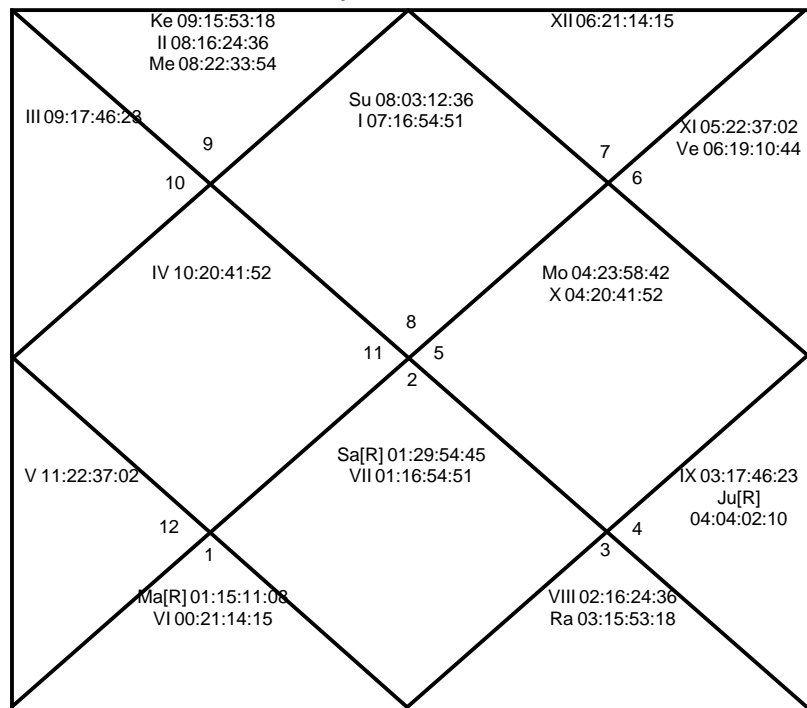 Ke 09:15:53:18
II 08:16:24:36
Me 08:22:33:54
XII 06:21:14:15
Su 08:03:12:36
I 07:16:54:51
III 09:17:46:23
XI 05:22:37:02
Ve 06:19:10:44
9
7
10
6
IV 10:20:41:52
Mo 04:23:58:42
X 04:20:41:52
8
11
5
2
Sa[R] 01:29:54:45
VII 01:16:54:51
V 11:22:37:02
IX 03:17:46:23
Ju[R]
04:04:02:10
12
4
1
3
Ma[R] 01:15:11:08
VI 00:21:14:15
VIII 02:16:24:36
Ra 03:15:53:18